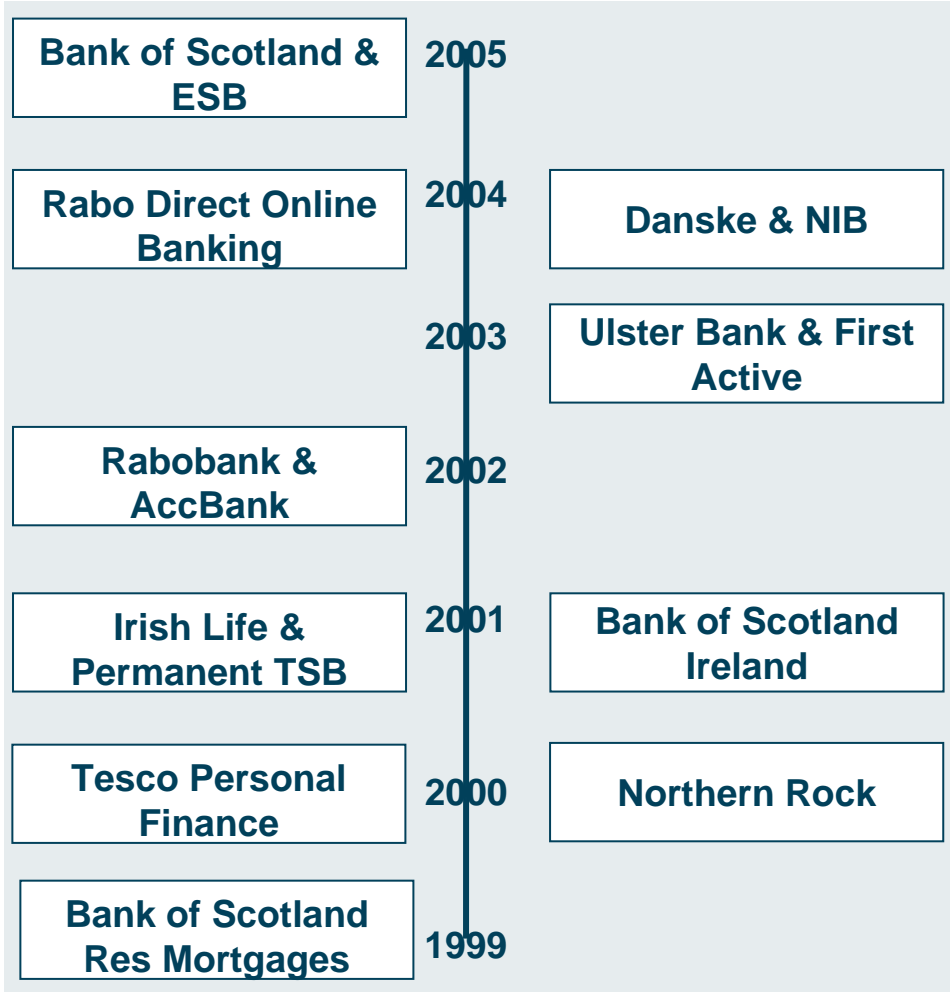 Bank of Scotland &
ESB
2005
Rabo Direct Online
Banking
2004
Danske & NIB
2003
Ulster Bank & First
Active
Rabobank &
AccBank
2002
Irish Life &
Permanent TSB
2001
Bank of Scotland
Ireland
Tesco Personal
Finance
2000
Northern Rock
Bank of Scotland
Res Mortgages
1999